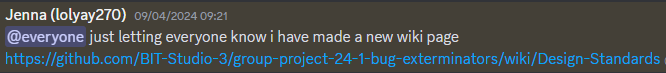 Jenna (lolyay270) 09/04/2024 09:21
@everyone just letting everyone know i have made a new wiki page
https://github.com/BIT-Studio-3/group-project-24-1-bug-exterminators/wiki/Design-Standards